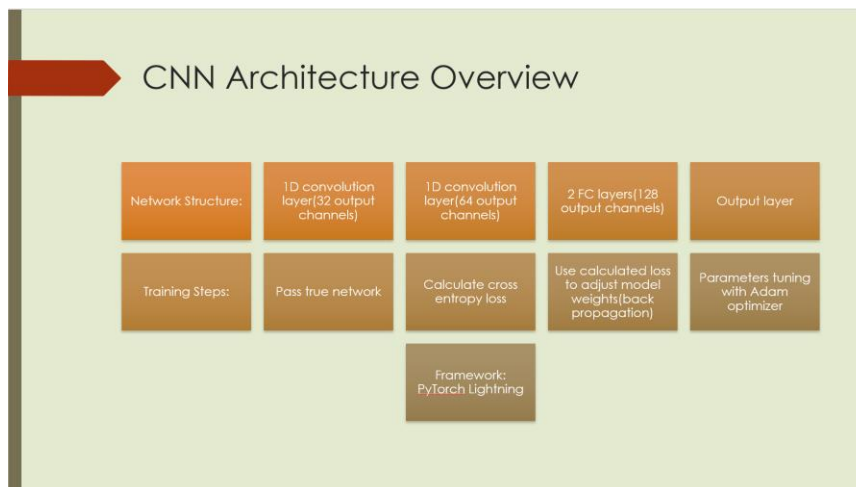 CNN Architecture Overview
Network Structure:
1D convolution
layer(32 output
channels)
1D convolution
layer(64 output
channels)
2 FC layers(128
output channels)
Output layer
Training Steps:
Pass true network
Calculate cross
entropy loss
Use calculated loss
to adjust model
weights(back
propagation)
Parameters tuning
with Adam
optimizer
Framework:
PyTorch Lightning